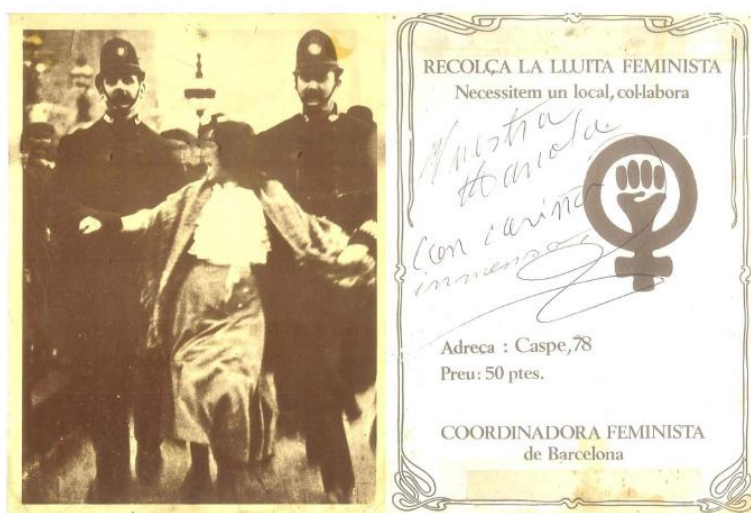 RECOLÇA LA LLUITA FEMINISTA
Necessitem un local, col·labora
Nuestra
con cariño
inmenso
Adreça : Caspe, 78
Preu: 50 ptes.
COORDINADORA FEMINISTA
de Barcelona